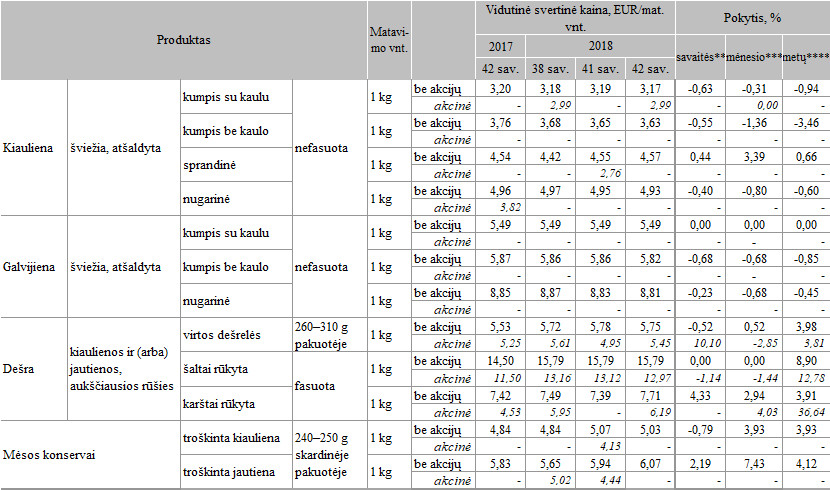 Produktas Matavi-mo vnt. Vidutinė svertinė kaina, EUR/mat. vnt. Pokytis, %
2017 2018 savaitės** mėnesio*** metų****
42 sav. 38 sav. 41 sav. 42 sav.
Kiauliena šviežia, atšaldyta kumpis su kaulu nefasuota 1 kg be akcijų 3,20 3,18 3,19 3,17 -0,63 -0,31 -0,94
akcinė - 2,99 - 2,99 - 0,00 -
kumpis be kaulo 1 kg be akcijų 3,76 3,68 3,65 3,63 -0,55 -1,36 -3,46
akcinė - - - - - - -
sprandinė 1 kg be akcijų 4,54 4,42 4,55 4,57 0,44 3,39 0,66
akcinė - - 2,76 - - - -
nugarinė 1 kg be akcijų 4,96 4,97 4,95 4,93 -0,40 -0,80 -0,60
akcinė 3,82 - - - - - -
Galvijiena šviežia, atšaldyta kumpis su kaulu nefasuota 1 kg be akcijų 5,49 5,49 5,49 5,49 0,00 0,00 0,00
akcinė - - - - - - -
kumpis be kaulo 1 kg be akcijų 5,87 5,86 5,86 5,82 -0,68 -0,68 -0,85
akcinė - - - - - - -
nugarinė 1 kg be akcijų 8,85 8,87 8,83 8,81 -0,23 -0,68 -0,45
akcinė - - - - - - -
Dešra kiaulienos ir (arba) jautienos, aukščiausios rūšies virtos dešrelės 260–310 g pakuotėje 1 kg be akcijų 5,53 5,72 5,78 5,75 -0,52 0,52 3,98
akcinė 5,25 5,61 4,95 5,45 10,10 -2,85 3,81
šaltai rūkyta fasuota 1 kg be akcijų 14,50 15,79 15,79 15,79 0,00 0,00 8,90
akcinė 11,50 13,16 13,12 12,97 -1,14 -1,44 12,78
karštai rūkyta 1 kg be akcijų 7,42 7,49 7,39 7,71 4,33 2,94 3,91
akcinė 4,53 5,95 - 6,19 - 4,03 36,64
Mėsos konservai troškinta kiauliena 240–250 g skardinėje pakuotėje 1 kg be akcijų 4,84 4,84 5,07 5,03 -0,79 3,93 3,93
akcinė - - 4,13 - - - -
troškinta jautiena 1 kg be akcijų 5,83 5,65 5,94 6,07 2,19 7,43 4,12
akcinė - 5,02 4,44 - - - -